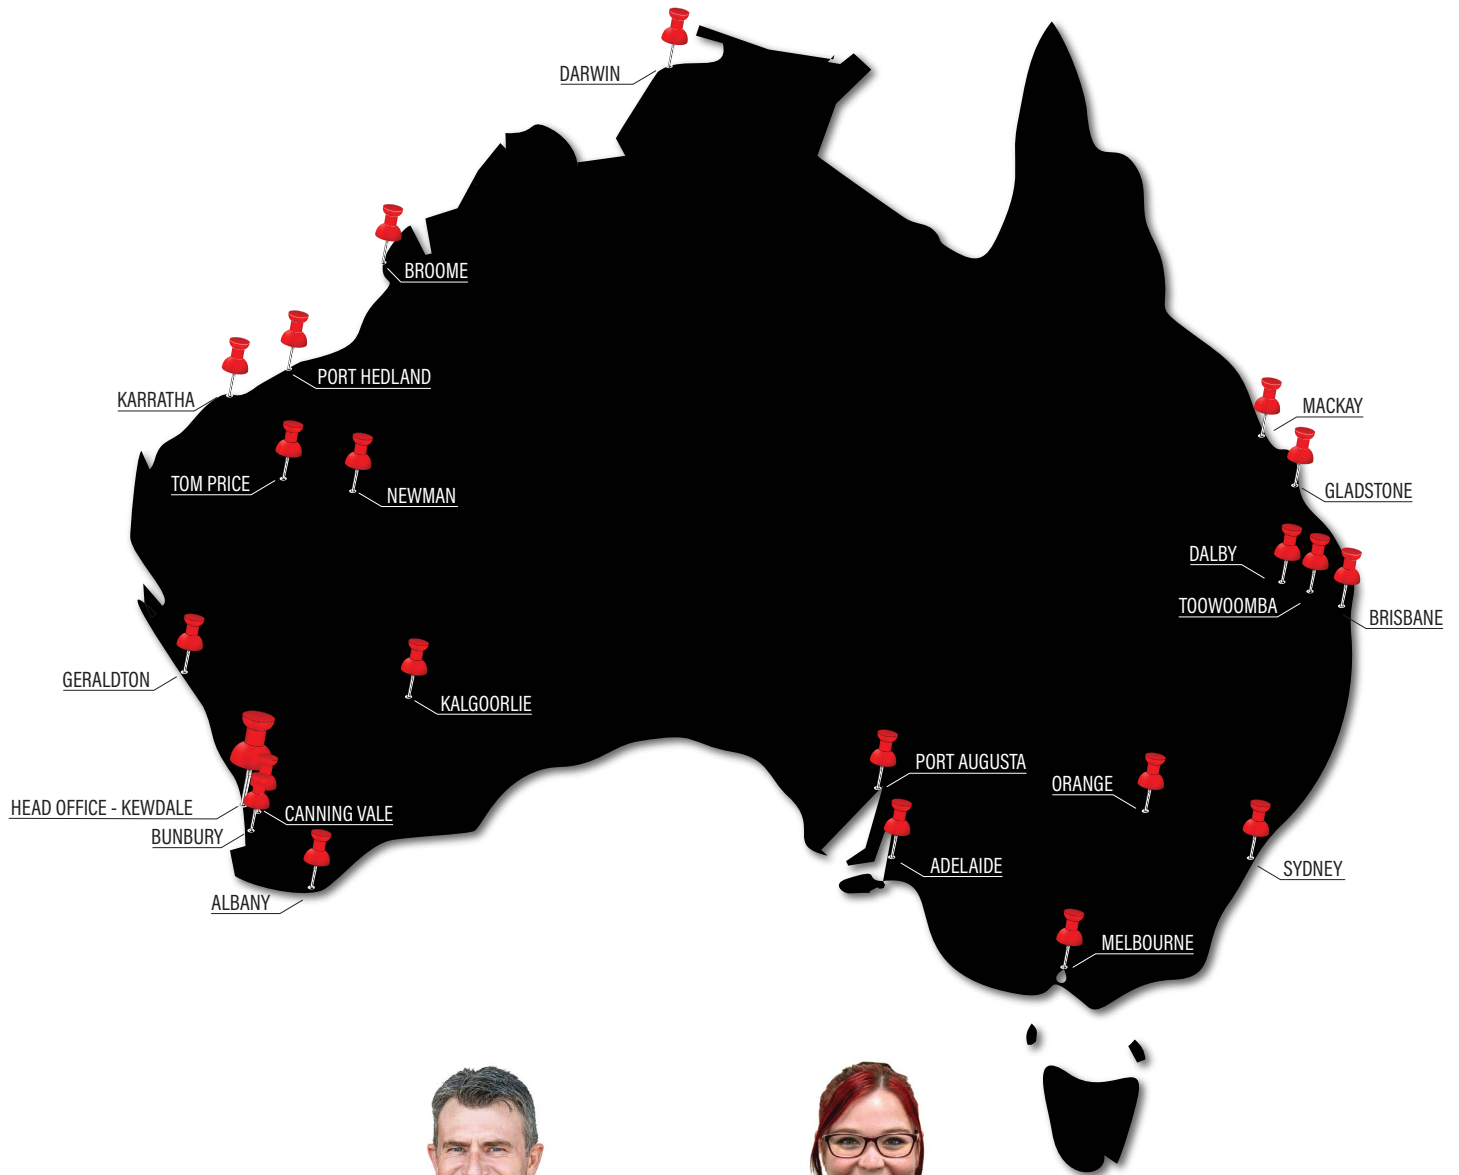 DARWIN
BROOME
PORT HEDLAND
KARRATHA
MACKAY
TOM PRICE
NEWMAN
GLADSTONE
DALBY
TOOWOOMBA
BRISBANE
GERALDTON
KALGOORLIE
PORT AUGUSTA
ORANGE
HEAD OFFICE - KEWDALE
CANNING VALE
BUNBURY
ADELAIDE
SYDNEY
ALBANY
MELBOURNE